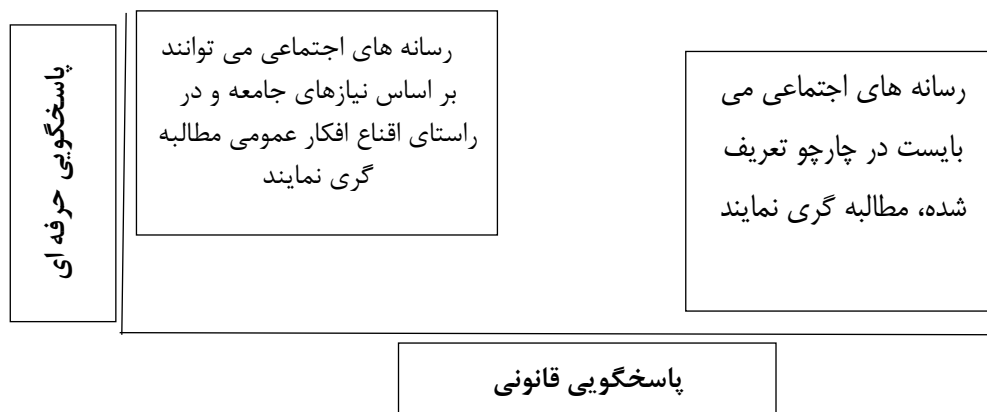 رسانه های اجتماعی می
بایست در چارچو تعریف
شده، مطالبه گری نمایند
رسانه های اجتماعی می توانند
بر اساس نیازهای جامعه و در
راستای اقناع افکار عمومی مطالبه
گری نمایند
پاسخگویی حرفه ای
پاسخگویی قانونی